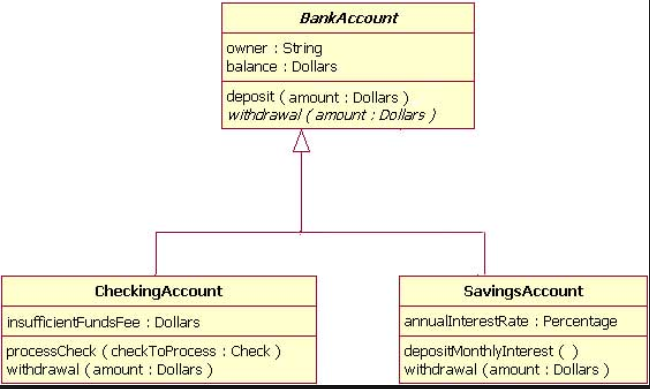 BankAccount
owner : String
balance : Dollars
deposit ( amount : Dollars )
withdrawal ( amount : Dollars )
CheckingAccount
insufficientFundsFee : Dollars
processCheck ( checkToProcess : Check )
withdrawal ( amount : Dollars )
SavingsAccount
annualInterestRate : Percentage
depositMonthlyInterest ( )
withdrawal ( amount : Dollars )